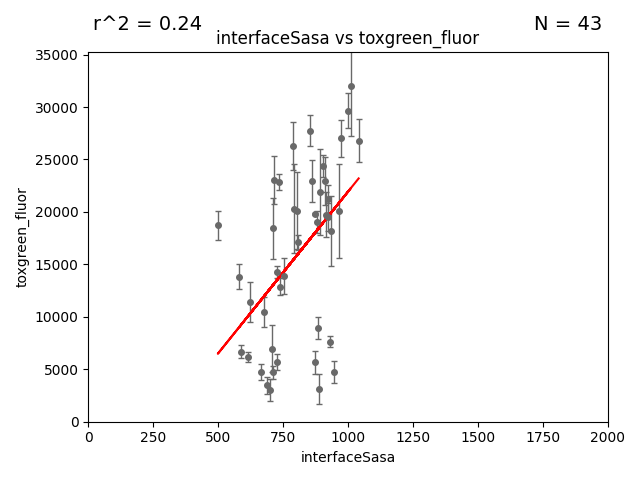 r^2 = 0.24
N = 43
interfaceSasa vs toxgreen_fluor
35000
30000
25000
20000
15000
10000
5000
0
toxgreen_fluor
0 250 500 750 1000 1250 1500 1750 2000
interfaceSasa